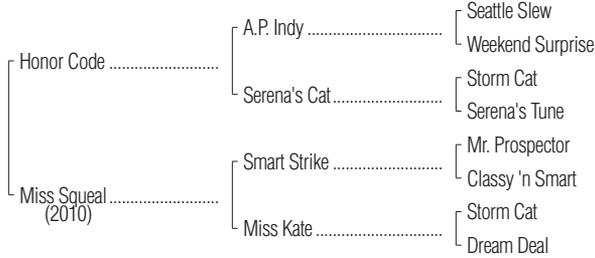 Seattle Slew
A.P. Indy ....................................
Weekend Surprise
Honor Code .............................
Storm Cat
Serena's Cat .............................
Serena's Tune
Mr. Prospector
Smart Strike .............................
Classy 'n Smart
Miss Squeal .............................
(2010)
Storm Cat
Miss Kate ..................................
Dream Deal